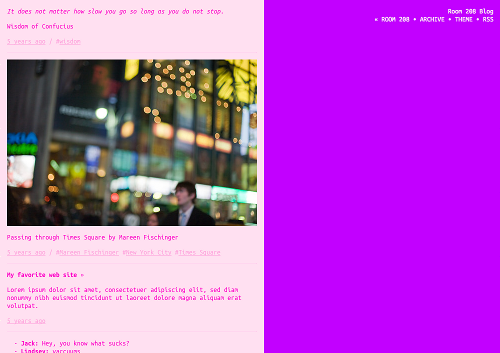 It does not matter how slow you go so long as you do not stop.
Wisdom of Confucius
5 years ago / #wisdom
Passing through Times Square by Mareen Fischinger
5 years ago / #Mareen Fischinger #New York City #Times Square
My favorite web site »
Lorem ipsum dolor sit amet, consectetuer adipiscing elit, sed diam
nonummy nibh euismod tincidunt ut laoreet dolore magna aliquam erat
volutpat.
5 years ago
- Jack: Hey, you know what sucks?
- Lindsey: vacuums
Room 208 Blog
« ROOM 208 • ARCHIVE • THEME • RSS